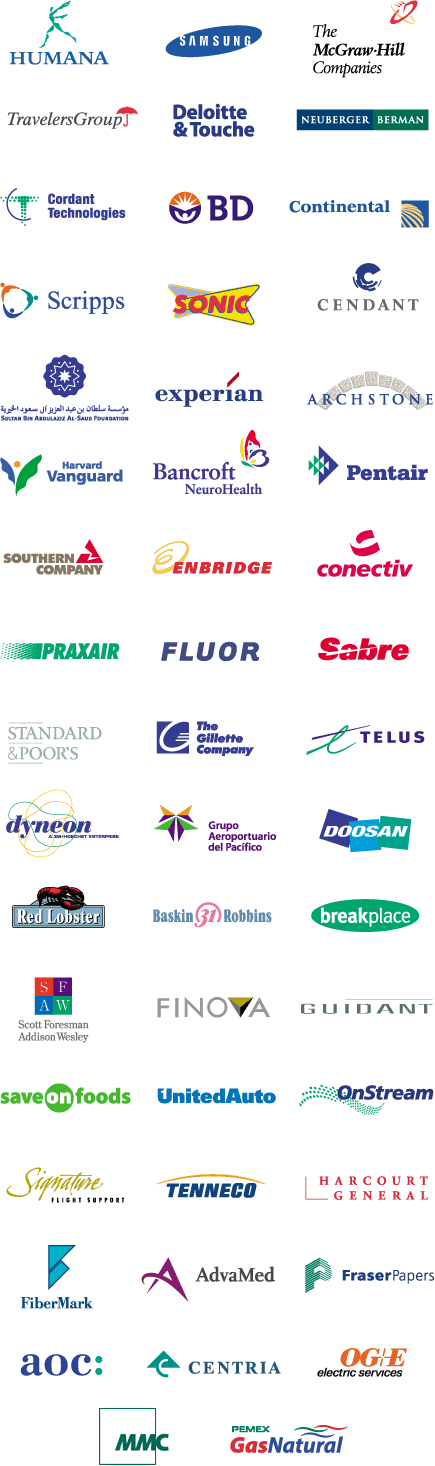 HUMANA
SAMSUNG
The
McGraw·Hill
Companies
TravelersGroup
Deloitte
& Touche
NEUBERGER BERMAN
Cordant
Technologies
BD
Continental
Scripps
SONIC
CENDANT
مؤسسة سلطان بن عبد العزيز آل سعود الخيرية
SULTAN BIN ABDULAZIZ AL-SAUD FOUNDATION
experian
ARCHSTONE
Harvard
Vanguard
Bancroft
NeuroHealth
Pentair
SOUTHERN
COMPANY
ENBRIDGE
conectiv
PRAXAIR
FLUOR
Sabre
STANDARD
&POOR'S
The
Gillette
Company
TELUS
dyneon
A 3M·HOECHST ENTERPRISE
Grupo
Aeroportuario
del Pacífico
DOOSAN
Red Lobster
Baskin 31 Robbins
breakplace
S F
A W
Scott Foresman
Addison Wesley
FINOVA
GUIDANT
save on foods
UnitedAuto
OnStream
Signature
FLIGHT SUPPORT
TENNECO
HARCOURT
GENERAL
FiberMark
AdvaMed
FraserPapers
aoc:
CENTRIA
OG+E
electric services
MMC
PEMEX
GasNatural